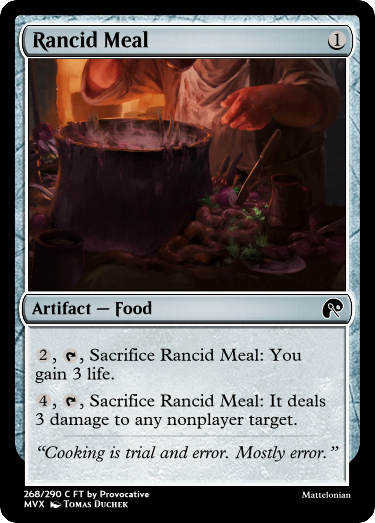 Rancid Meal 1
Artifact — Food
2, , Sacrifice Rancid Meal: You
gain 3 life.
4, , Sacrifice Rancid Meal: It deals
3 damage to any nonplayer target.
“Cooking is trial and error. Mostly error.”
268/290 C FT by Provocative
MVX Tomas Duchek
Mattelonian